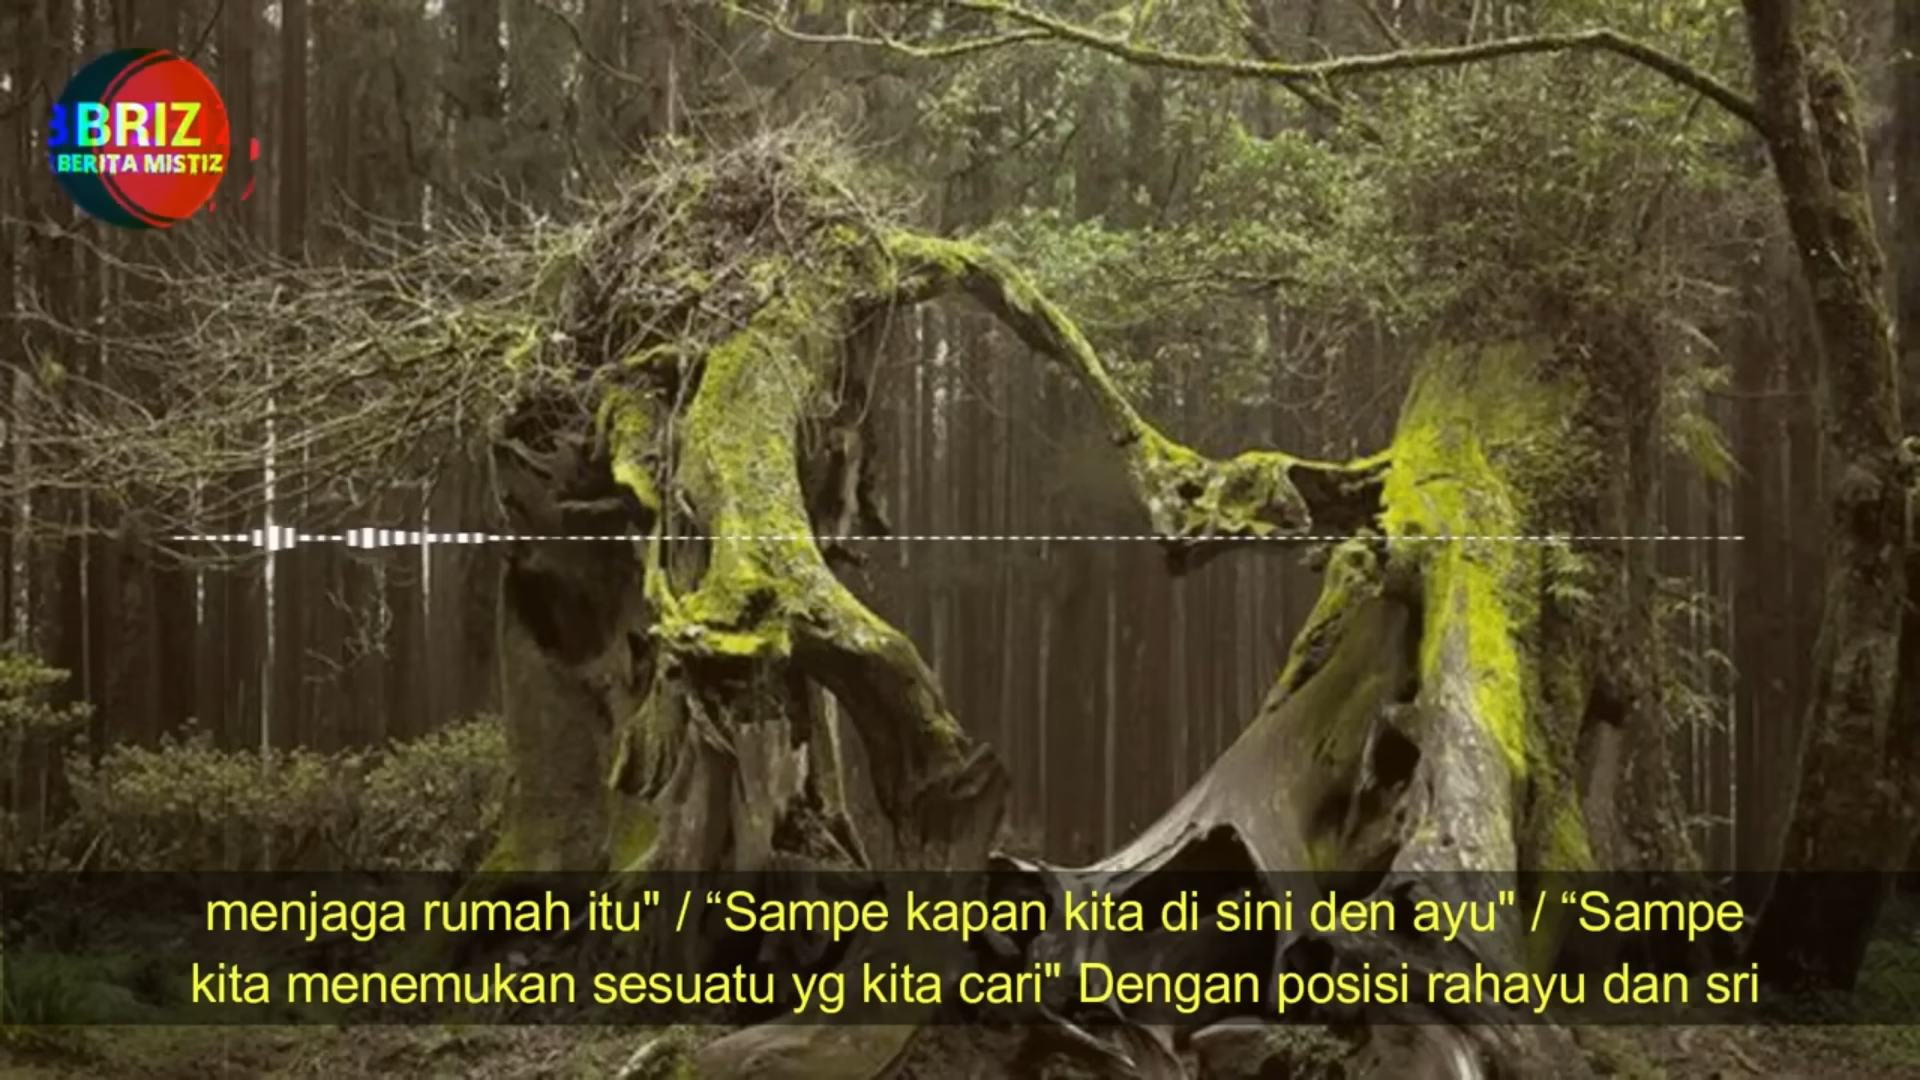 BRIZ
BERITA MISTIZ
menjaga rumah itu" / “Sampe kapan kita di sini den ayu" / “Sampe
kita menemukan sesuatu yg kita cari" Dengan posisi rahayu dan sri